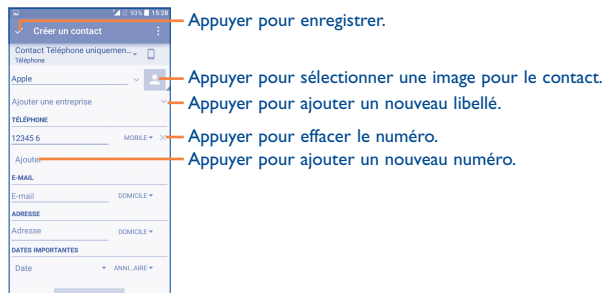 93% 15:28
Créer un contact
Appuyer pour enregistrer.
Contact Téléphone uniquemen...
Téléphone
Apple
Appuyer pour sélectionner une image pour le contact.
Ajouter une entreprise
Appuyer pour ajouter un nouveau libellé.
TÉLÉPHONE
12345 6 MOBILE
Appuyer pour effacer le numéro.
Ajouter
Appuyer pour ajouter un nouveau numéro.
E-MAIL
E-mail DOMICILE
ADRESSE
Adresse DOMICILE
DATES IMPORTANTES
Date ANNI...AIRE